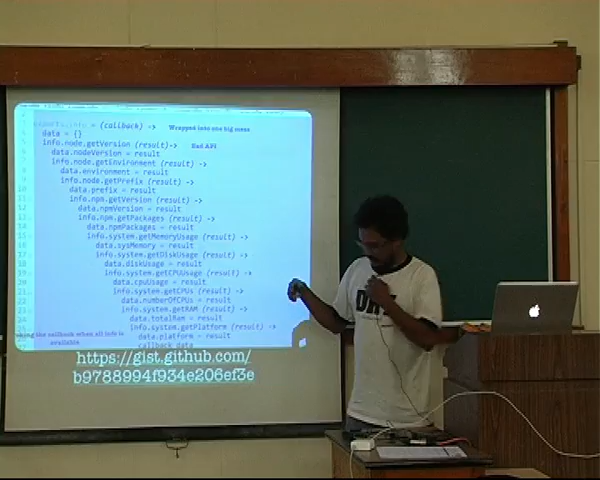 exports.info = (callback) -> Wrapped into one big mess
data = {}
info.node.getVersion (result)-> Bad API
data.nodeVersion = result
info.node.getEnvironment (result) ->
data.environment = result
info.node.getPrefix (result) ->
data.prefix = result
info.npm.getVersion (result) ->
data.npmVersion = result
info.npm.getPackages (result) ->
data.npmPackages = result
info.system.getMemoryUsage (result) ->
data.sysMemory = result
info.system.getDiskUsage (result) ->
data.diskUsage = result
info.system.getCPUUsage (result) ->
data.cpuUsage = result
info.system.getCPUs (result) ->
data.numberOfCPUs = result
info.system.getRAM (result) ->
data.totalRam = result
info.system.getPlatform (result) ->
data.platform = result
callback data
the callback when all info is
available
https://gist.github.com/
b9788994f934e206ef3e